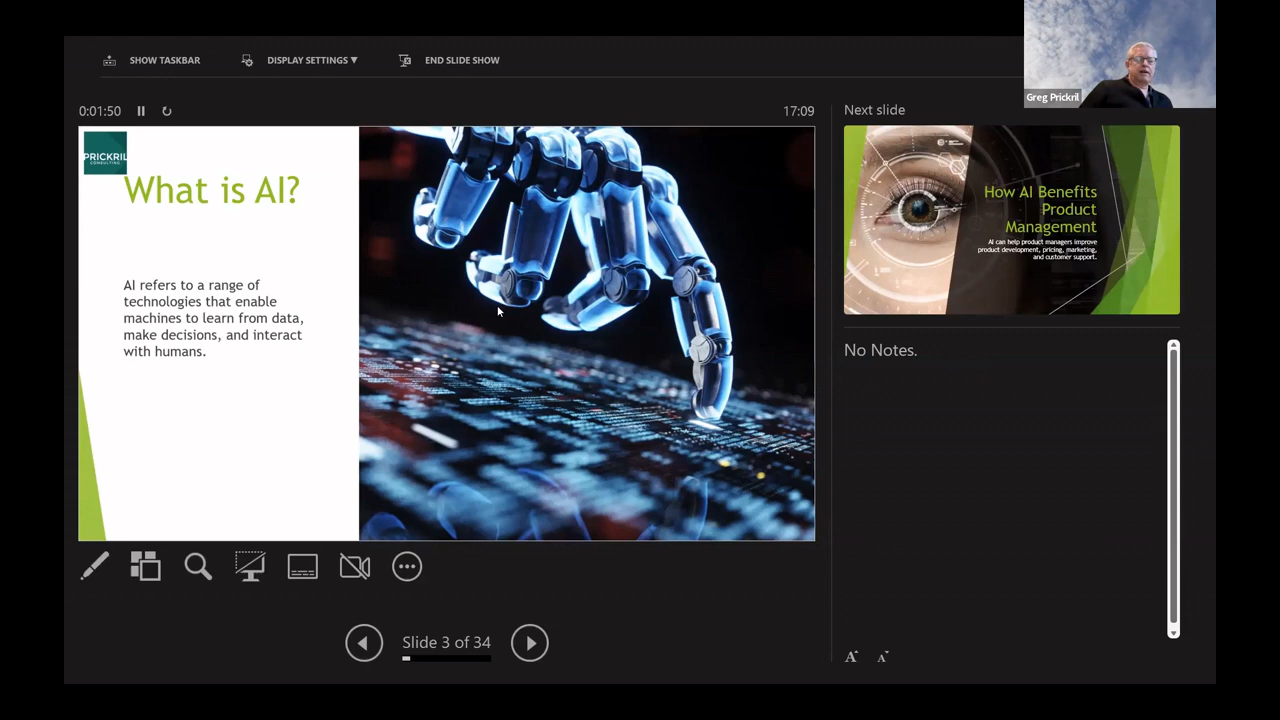 SHOW TASKBAR
DISPLAY SETTINGS ▼
END SLIDE SHOW
Greg Prickril
0:01:50
17:09
Next slide
PRICKRIL
CONSULTING
What is AI?
AI refers to a range of
technologies that enable
machines to learn from data,
make decisions, and interact
with humans.
How AI Benefits
Product
Management
AI can help product managers improve
product development, pricing, marketing,
and customer support.
No Notes.
Slide 3 of 34
A
A